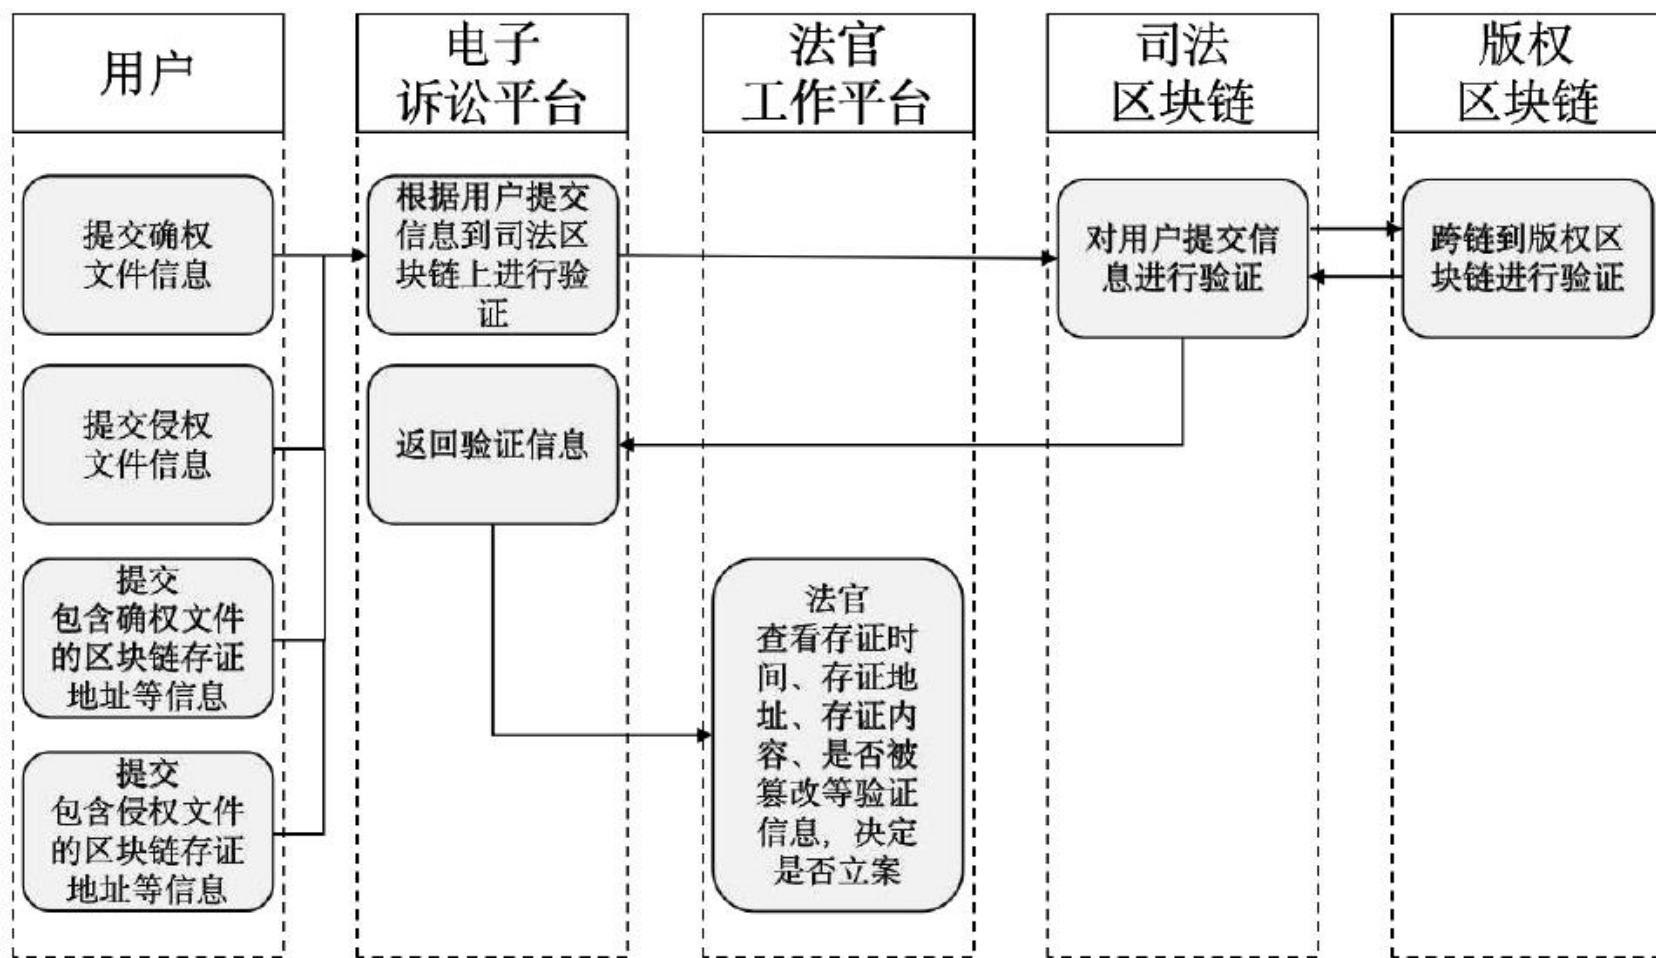 用户
电子
诉讼平台
法官
工作平台
司法
区块链
版权
区块链
提交确权
文件信息
提交侵权
文件信息
提交
包含确权文件
的区块链存证
地址等信息
提交
包含侵权文件
的区块链存证
地址等信息
根据用户提交
信息到司法区
块链上进行验
证
返回验证信息
法官
查看存证时
间、存证地
址、存证内
容、是否被
篡改等验证
信息，决定
是否立案
对用户提交信
息进行验证
跨链到版权区
块链进行验证